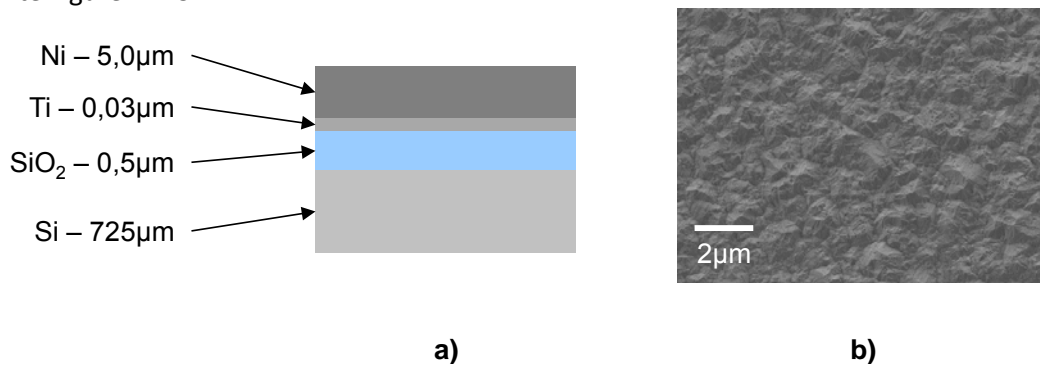 Ni – 5,0µm
Ti – 0,03µm
SiO₂ – 0,5µm
Si – 725µm
2µm
a)
b)